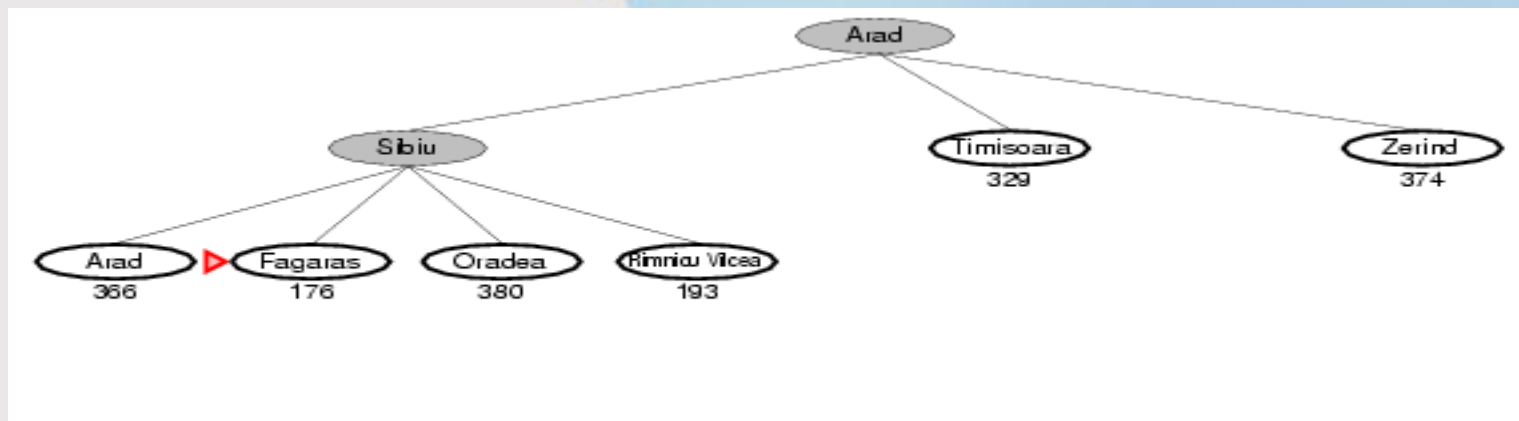 Arad
Sibiu
Timisoara
Zerind
329
374
Arad
Fagaras
Oradea
Rimnicu Vilcea
366
176
380
193